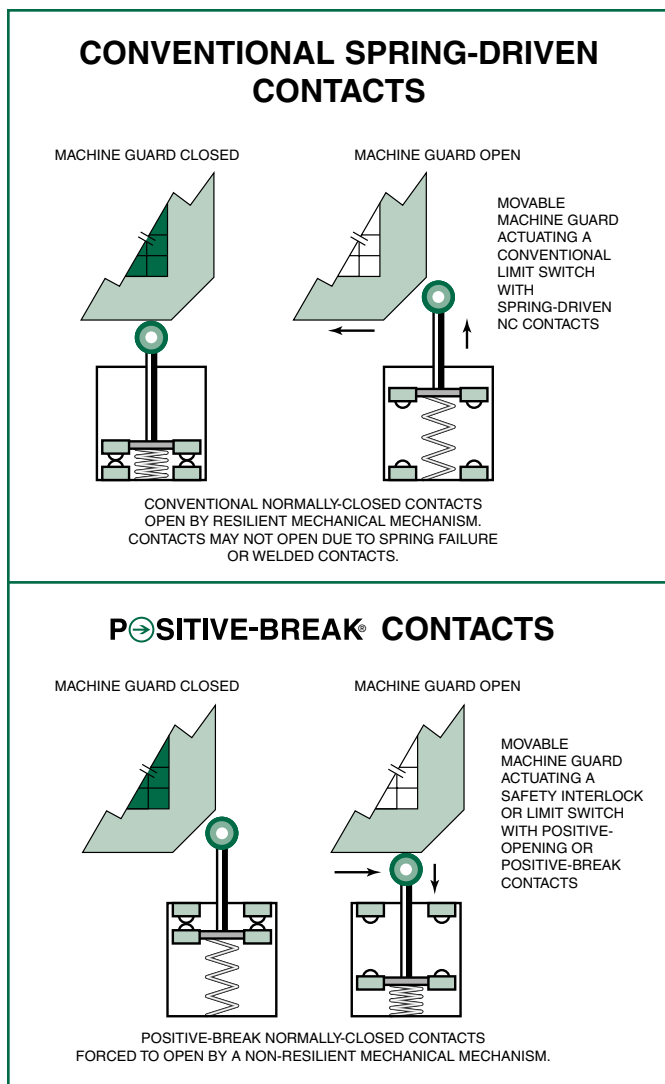 CONVENTIONAL SPRING-DRIVEN
CONTACTS
MACHINE GUARD CLOSED
MACHINE GUARD OPEN
MOVABLE
MACHINE GUARD
ACTUATING A
CONVENTIONAL
LIMIT SWITCH
WITH
SPRING-DRIVEN
NC CONTACTS
CONVENTIONAL NORMALLY-CLOSED CONTACTS
OPEN BY RESILIENT MECHANICAL MECHANISM.
CONTACTS MAY NOT OPEN DUE TO SPRING FAILURE
OR WELDED CONTACTS.
POSITIVE-BREAK® CONTACTS
MACHINE GUARD CLOSED
MACHINE GUARD OPEN
MOVABLE
MACHINE GUARD
ACTUATING A
SAFETY INTERLOCK
OR LIMIT SWITCH
WITH POSITIVE-
OPENING OR
POSITIVE-BREAK
CONTACTS
POSITIVE-BREAK NORMALLY-CLOSED CONTACTS
FORCED TO OPEN BY A NON-RESILIENT MECHANICAL MECHANISM.